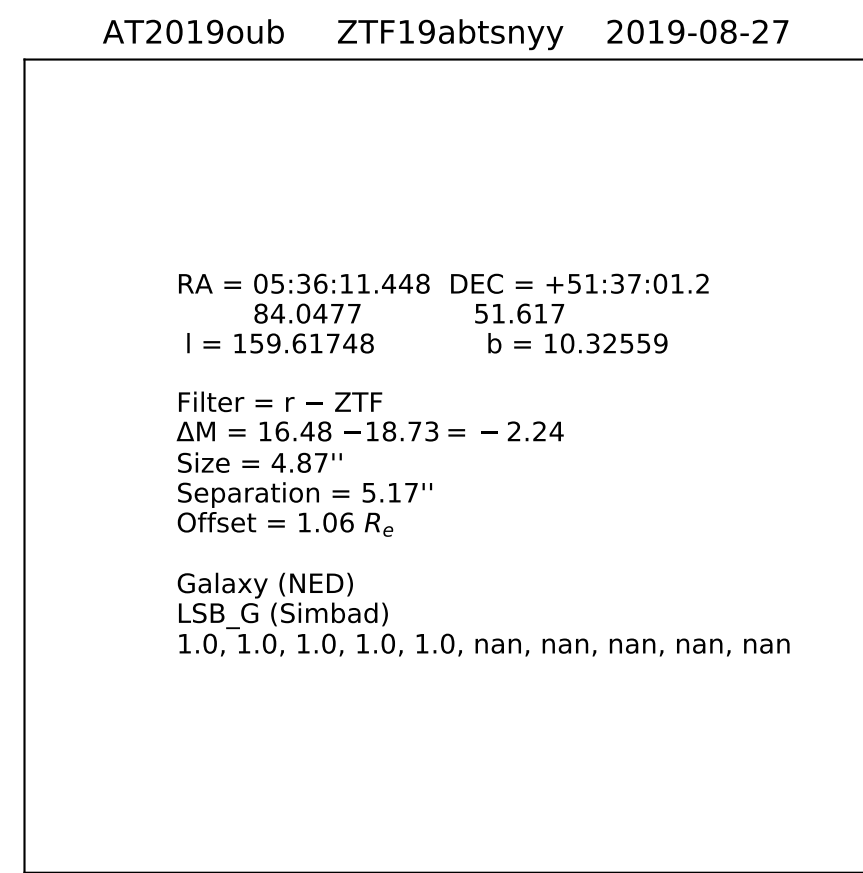 AT2019oub ZTF19abtsnyy 2019-08-27
RA = 05:36:11.448 DEC = +51:37:01.2
84.0477 51.617
l = 159.61748 b = 10.32559
Filter = r − ZTF
ΔM = 16.48 −18.73 = − 2.24
Size = 4.87''
Separation = 5.17''
Offset = 1.06 Rₑ
Galaxy (NED)
LSB_G (Simbad)
1.0, 1.0, 1.0, 1.0, 1.0, nan, nan, nan, nan, nan